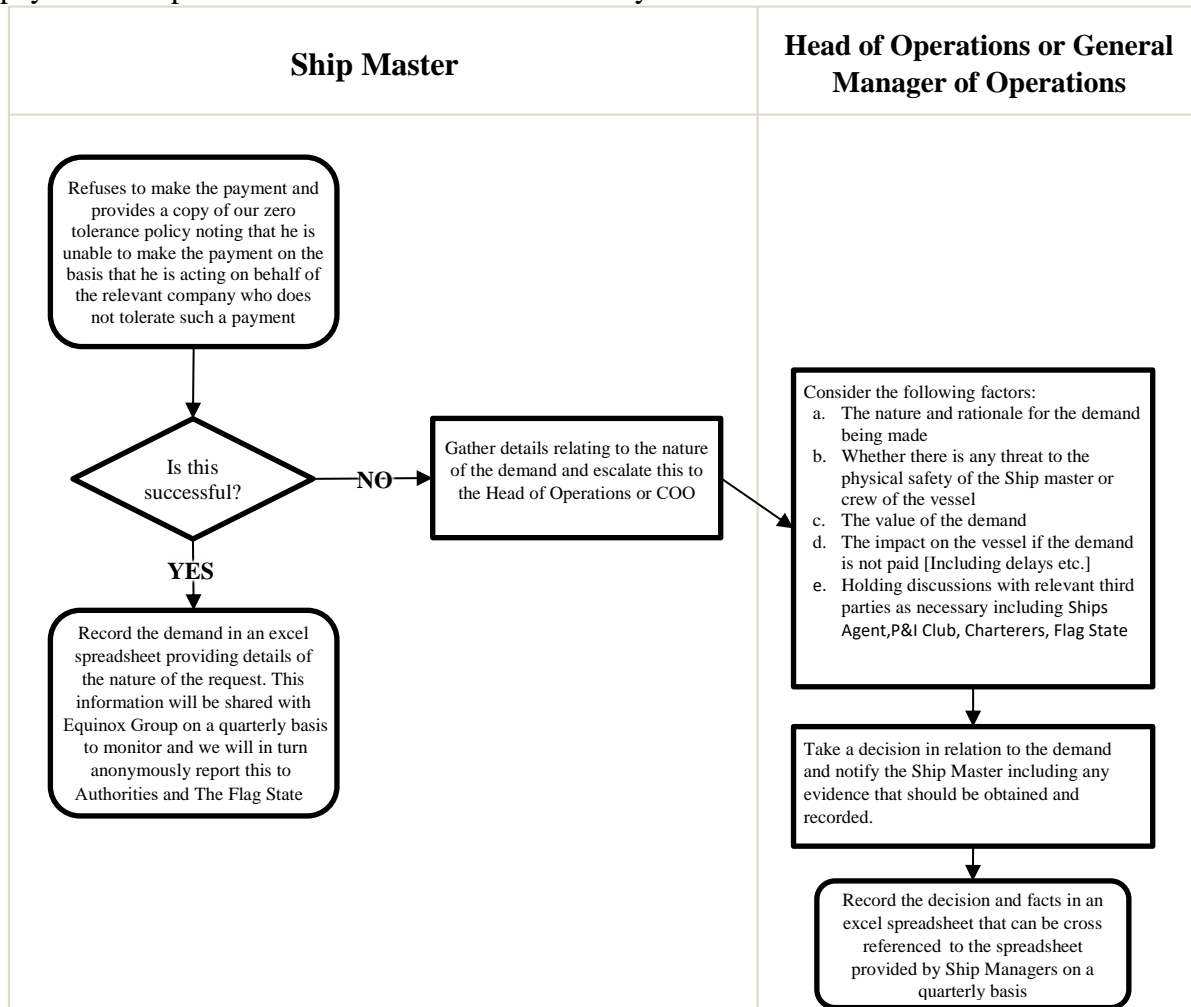 Ship Master
Head of Operations or General
Manager of Operations
Refuses to make the payment and
provides a copy of our zero
tolerance policy noting that he is
unable to make the payment on the
basis that he is acting on behalf of
the relevant company who does
not tolerate such a payment
Is this
successful?
NO
Gather details relating to the nature
of the demand and escalate this to
the Head of Operations or COO
YES
Record the demand in an excel
spreadsheet providing details of
the nature of the request. This
information will be shared with
Equinox Group on a quarterly basis
to monitor and we will in turn
anonymously report this to
Authorities and The Flag State
Consider the following factors:
a. The nature and rationale for the demand
being made
b. Whether there is any threat to the
physical safety of the Ship master or
crew of the vessel
c. The value of the demand
d. The impact on the vessel if the demand
is not paid [Including delays etc.]
e. Holding discussions with relevant third
parties as necessary including Ships
Agent,P&I Club, Charterers, Flag State
Take a decision in relation to the demand
and notify the Ship Master including any
evidence that should be obtained and
recorded.
Record the decision and facts in an
excel spreadsheet that can be cross
referenced to the spreadsheet
provided by Ship Managers on a
quarterly basis